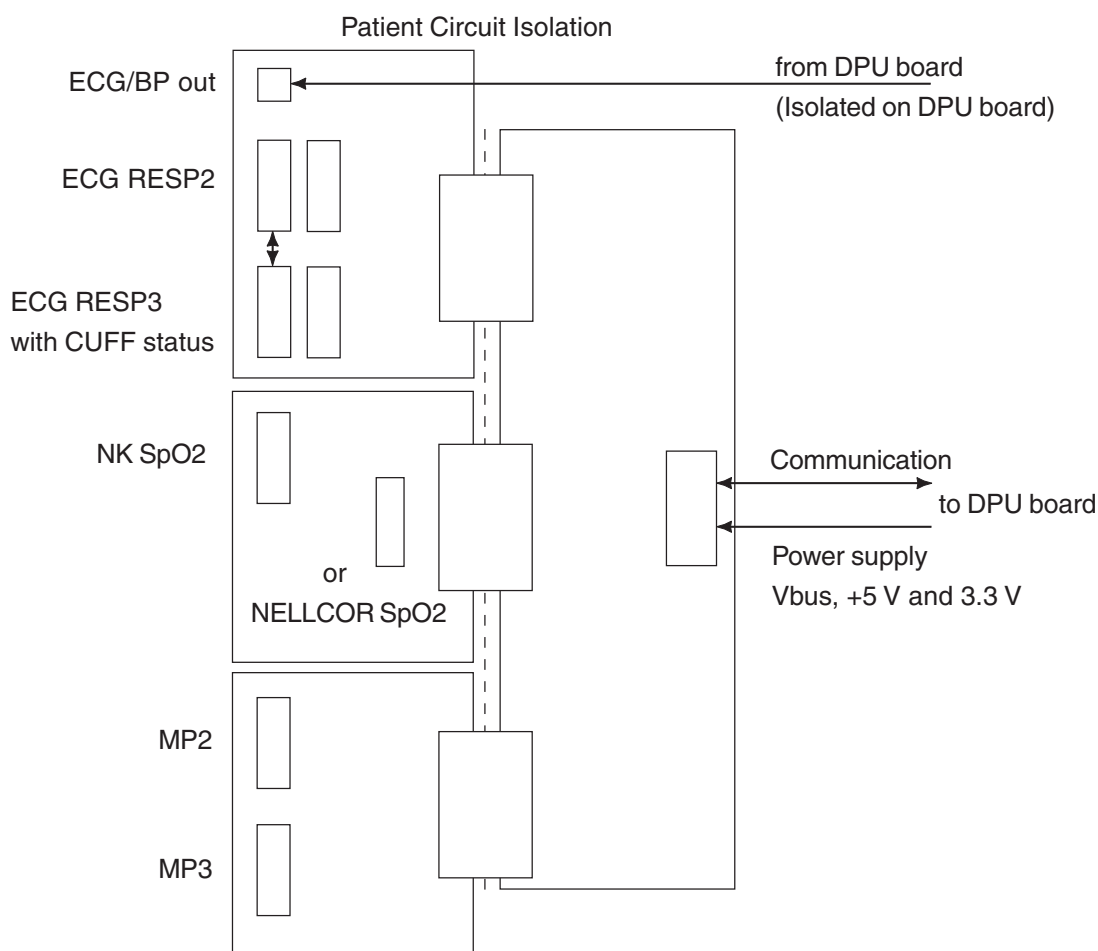 Patient Circuit Isolation
ECG/BP out
from DPU board
(Isolated on DPU board)
ECG RESP2
ECG RESP3
with CUFF status
NK SpO2
Communication
to DPU board
Power supply
Vbus, +5 V and 3.3 V
or
NELLCOR SpO2
MP2
MP3